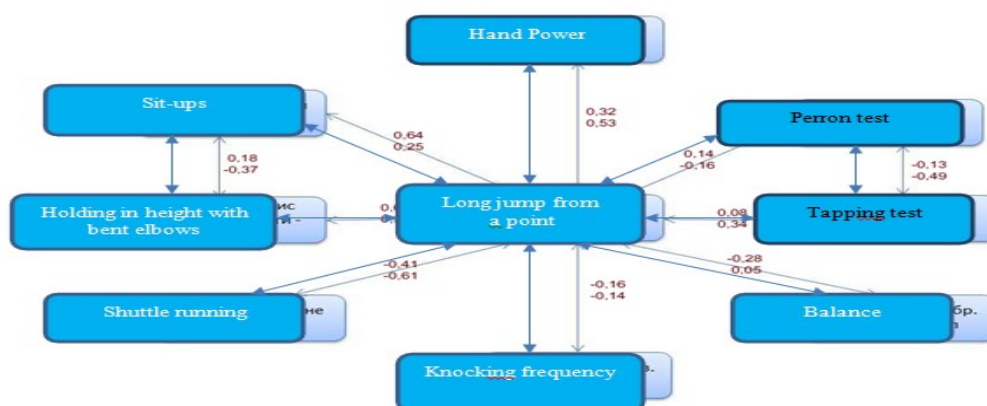 Hand Power
Sit-ups
0,32
0,53
Perron test
0,64
0,25
0,14
-0,16
0,18
-0,37
-0,13
-0,49
Holding in height with
bent elbows
ис
й -
Long jump from
a point
0,08
0,34
Tapping test
-0,41
-0,61
-0,28
0,05
Shuttle running
не
-0,16
-0,14
Balance
бр.
Knocking frequency
в.